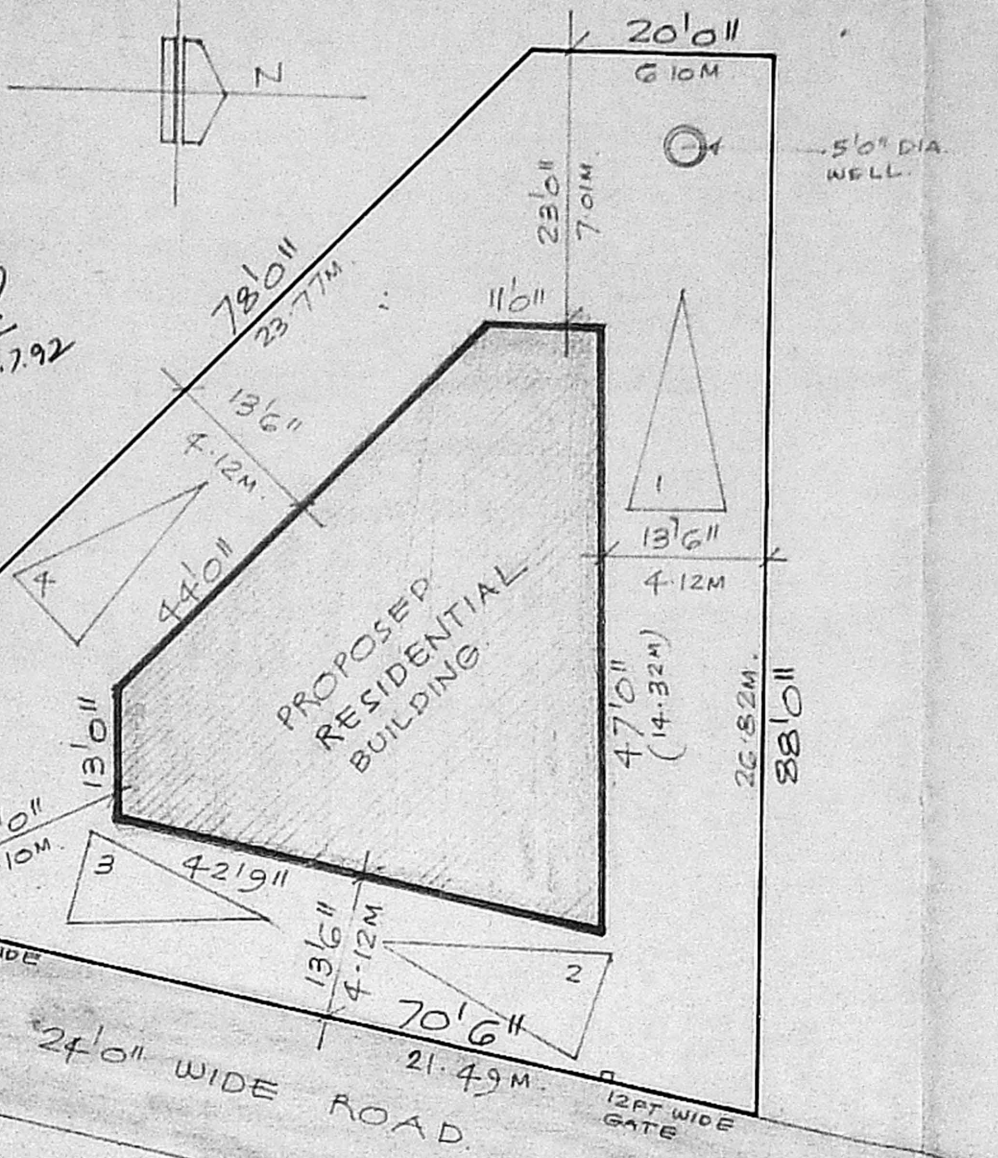 N
20'0"
6 10M
5'0" DIA.
WELL.
23'0"
7.01M.
78'0"
23.77M.
.7.92
11'0"
13'6"
4.12M.
1
13'6"
4.12M
4
44'0"
PROPOSED
RESIDENTIAL
BUILDING.
47'0"
(14.32M)
26.82M.
88'0"
13'0"
0"
10M.
3
42'9"
13'6"
4.12M
2
70'6"
21.49M.
IDE
24'0" WIDE ROAD
12FT WIDE
GATE